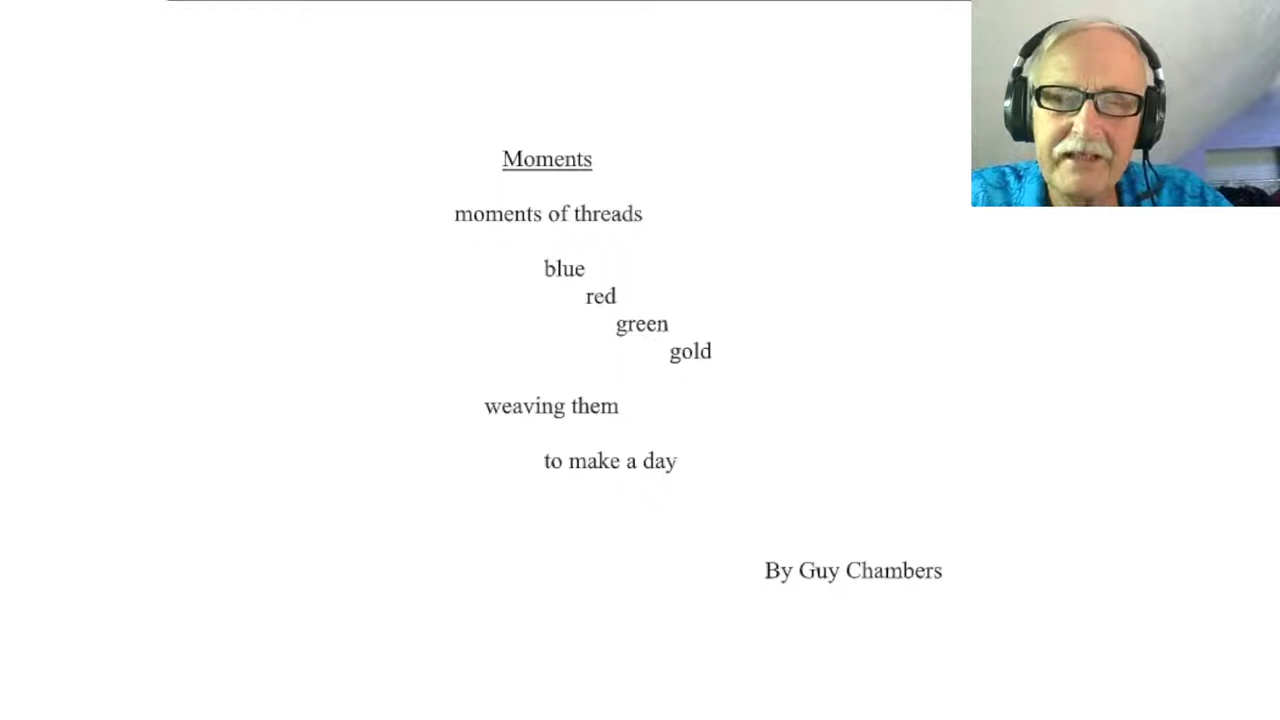 Moments
moments of threads
blue
red
green
gold
weaving them
to make a day
By Guy Chambers